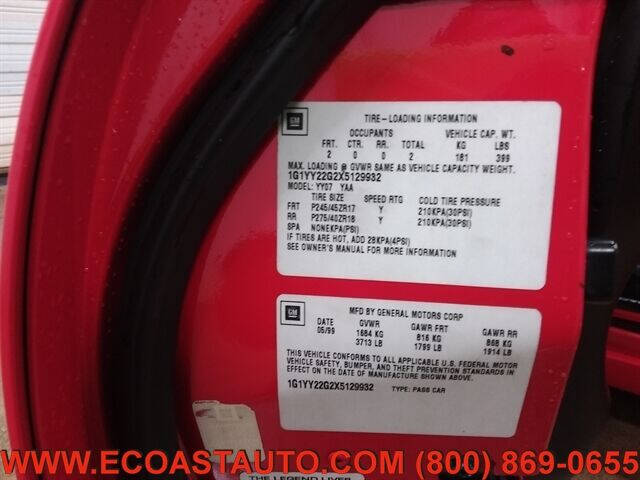 GM
TIRE-LOADING INFORMATION
OCCUPANTS VEHICLE CAP. WT.
FRT. CTR. RR. TOTAL KG LBS
2 0 0 2 181 399
MAX. LOADING @ GVWR SAME AS VEHICLE CAPACITY WEIGHT.
1G1YY22G2X5129932
MODEL: YY07 YAA
TIRE SIZE SPEED RTG COLD TIRE PRESSURE
FRT P245/45ZR17 Y 210KPA(30PSI)
RR P275/40ZR18 Y 210KPA(30PSI)
SPA NONEKPA(PSI)
IF TIRES ARE HOT, ADD 28KPA(4PSI)
SEE OWNER'S MANUAL FOR MORE INFORMATION
GM
MFD BY GENERAL MOTORS CORP
DATE GVWR GAWR FRT GAWR RR
05/99 1684 KG 816 KG 868 KG
3713 LB 1799 LB 1914 LB
THIS VEHICLE CONFORMS TO ALL APPLICABLE U.S. FEDERAL MOTOR
VEHICLE SAFETY, BUMPER, AND THEFT PREVENTION STANDARDS IN
EFFECT ON THE DATE OF MANUFACTURE SHOWN ABOVE.
1G1YY22G2X5129932 TYPE: PASS CAR
WWW.ECOASTAUTO.COM (800) 869-0655
THE LEGEND LIVES